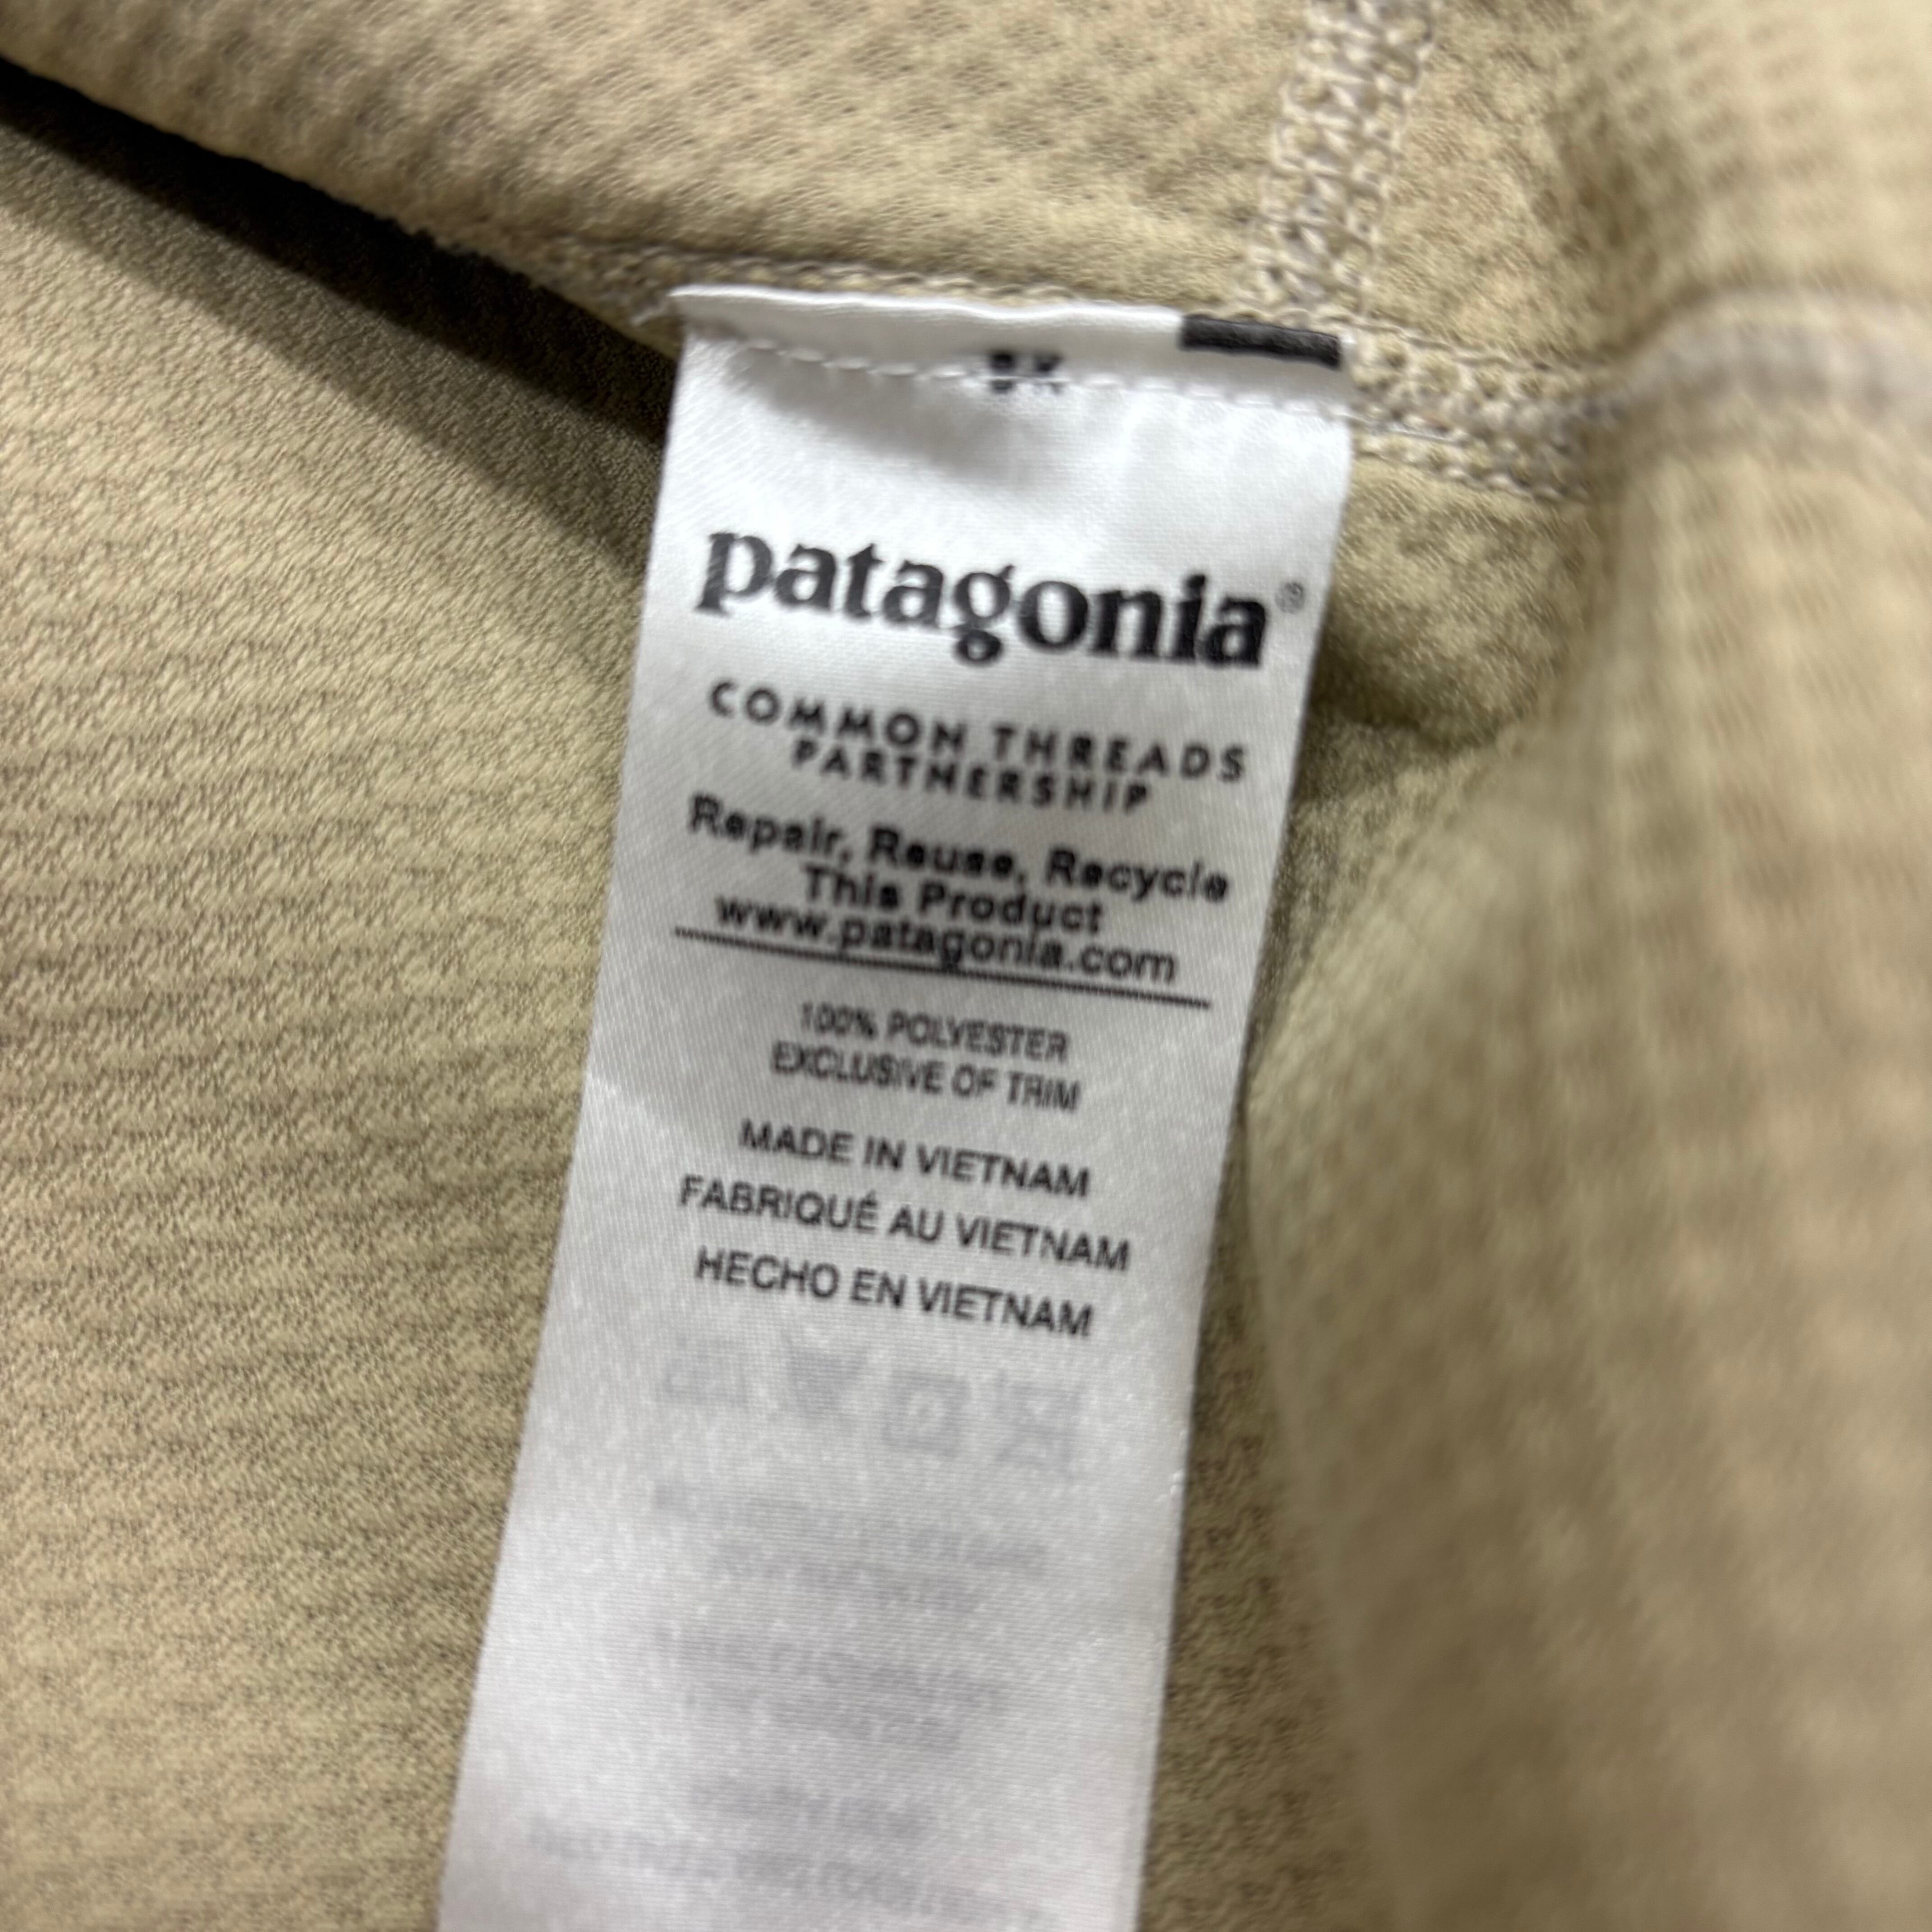 patagonia®
COMMON THREADS
PARTNERSHIP
Repair, Reuse, Recycle
This Product
www.patagonia.com
100% POLYESTER
EXCLUSIVE OF TRIM
MADE IN VIETNAM
FABRIQUÉ AU VIETNAM
HECHO EN VIETNAM